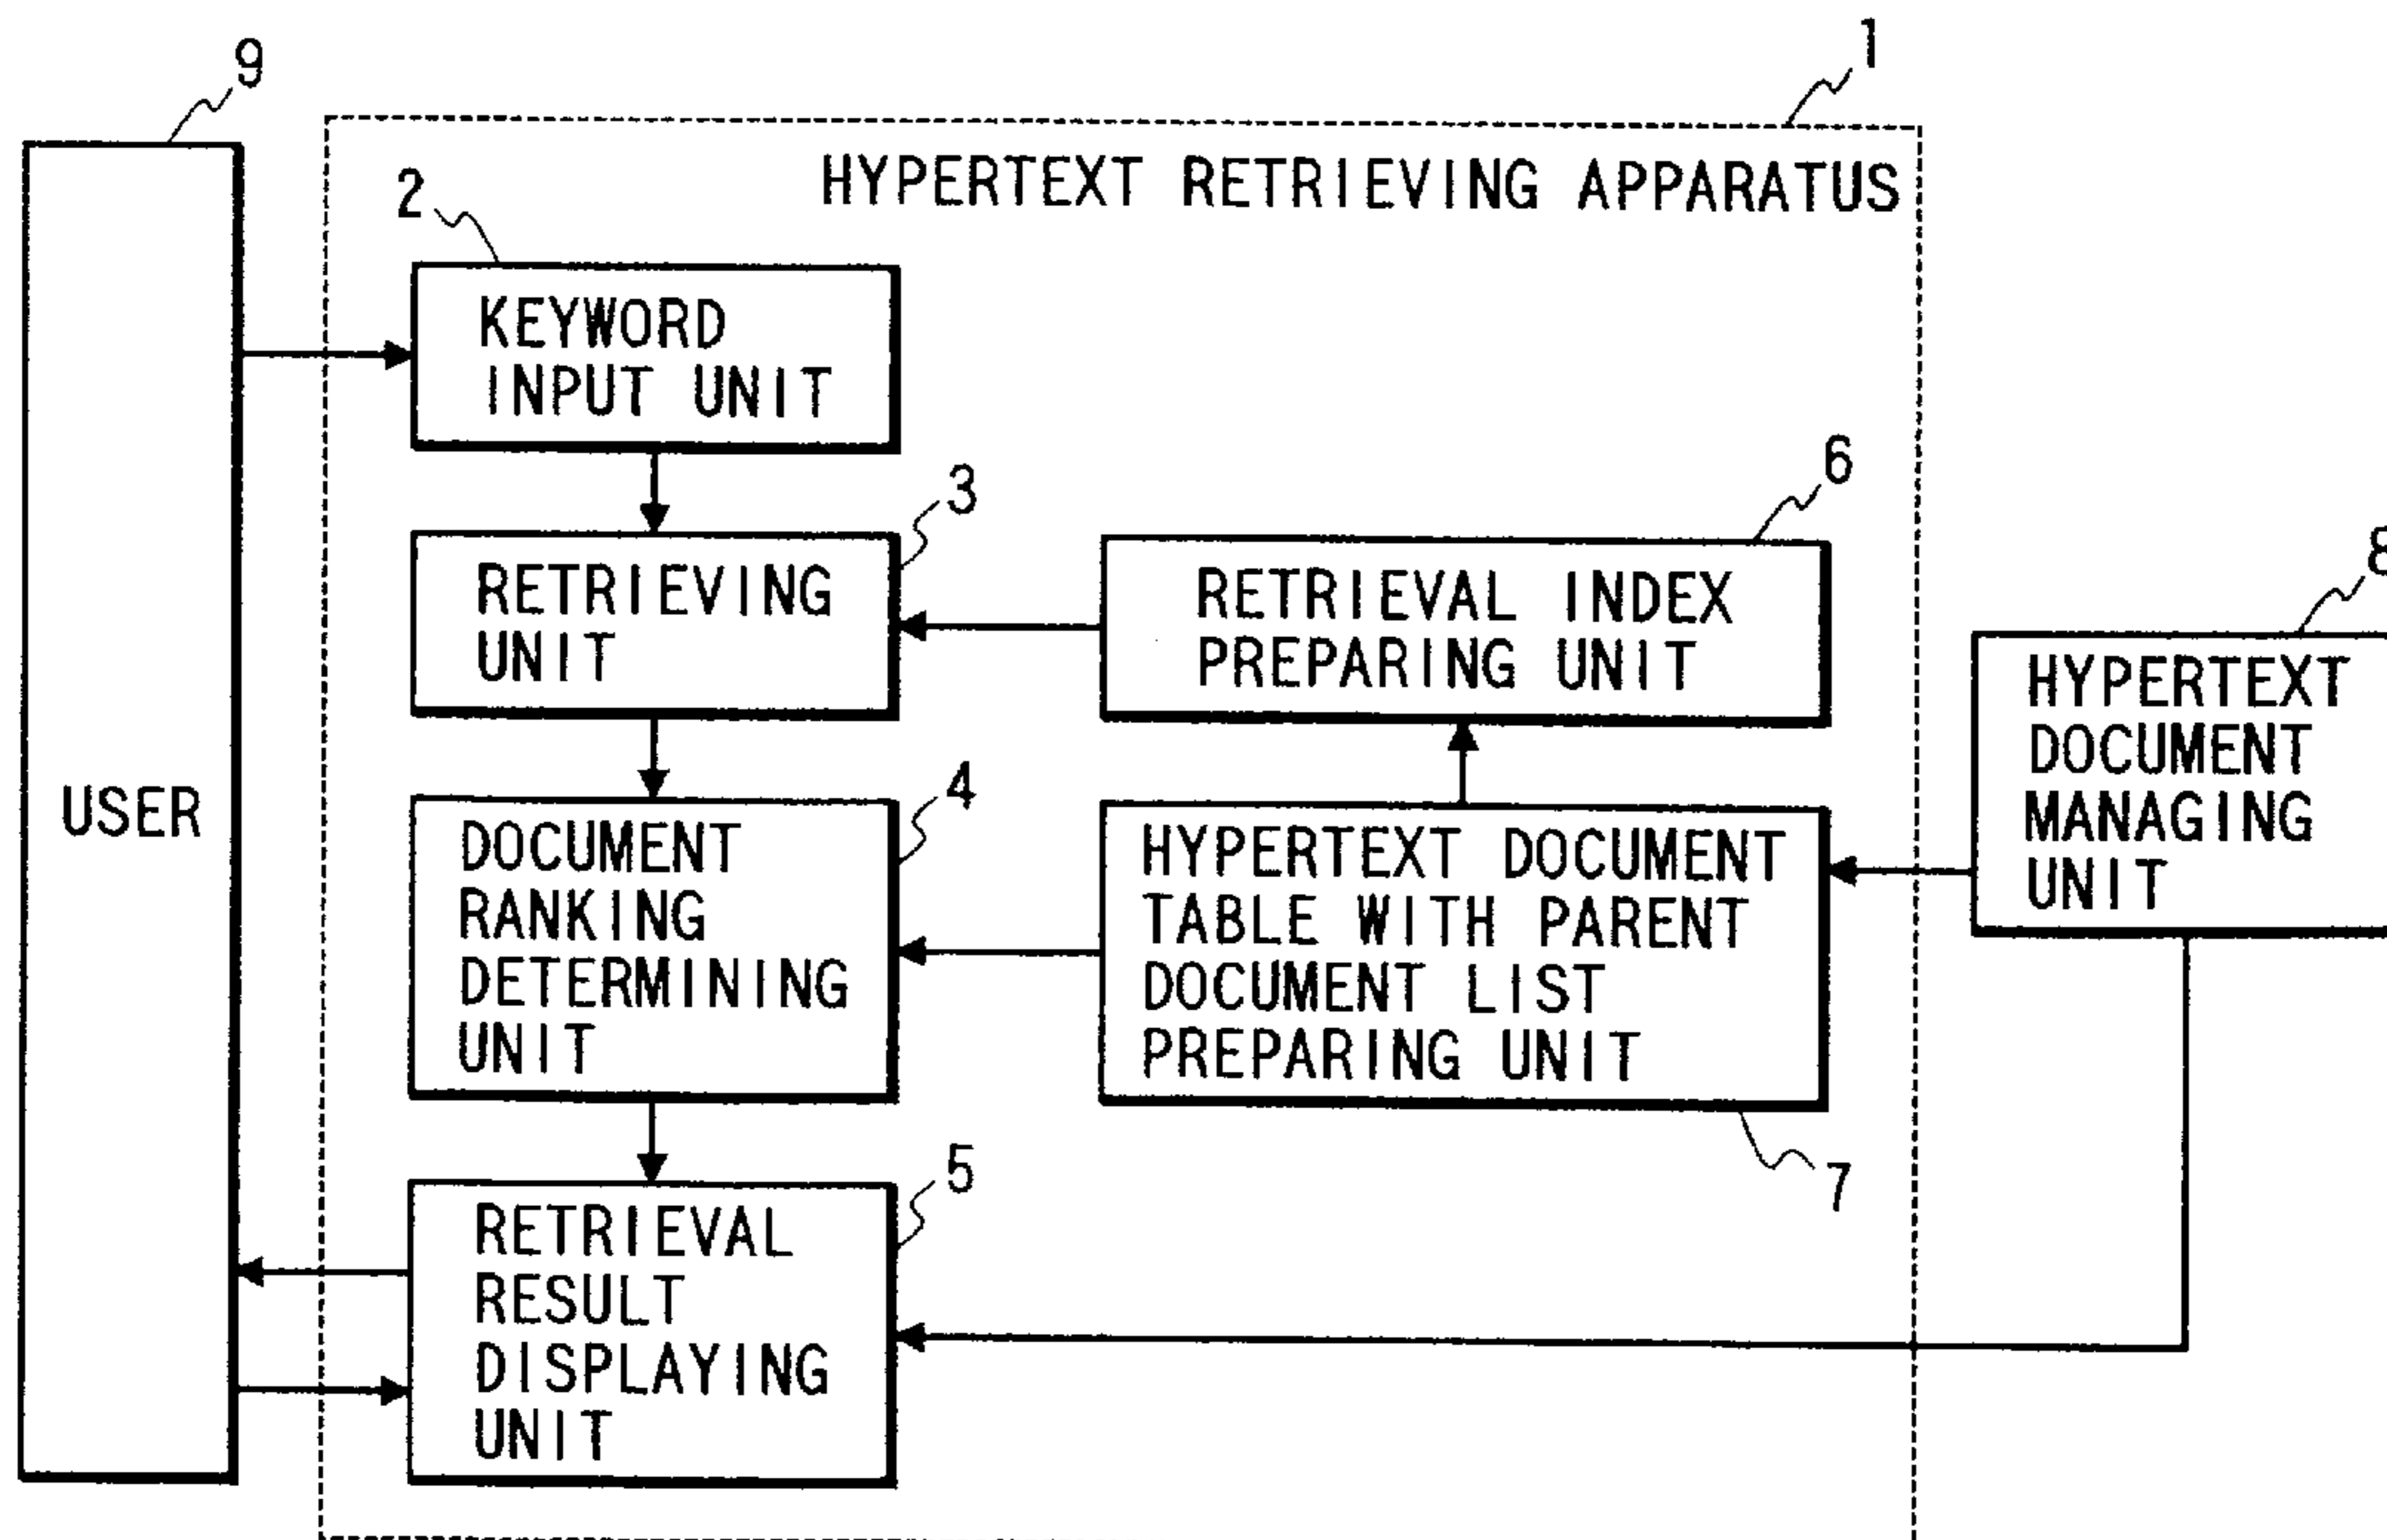 1
9
HYPERTEXT RETRIEVING APPARATUS
2
KEYWORD
INPUT UNIT
3
RETRIEVING
UNIT
6
RETRIEVAL INDEX
PREPARING UNIT
8
HYPERTEXT
DOCUMENT
MANAGING
UNIT
USER
4
DOCUMENT
RANKING
DETERMINING
UNIT
HYPERTEXT DOCUMENT
TABLE WITH PARENT
DOCUMENT LIST
PREPARING UNIT
7
5
RETRIEVAL
RESULT
DISPLAYING
UNIT